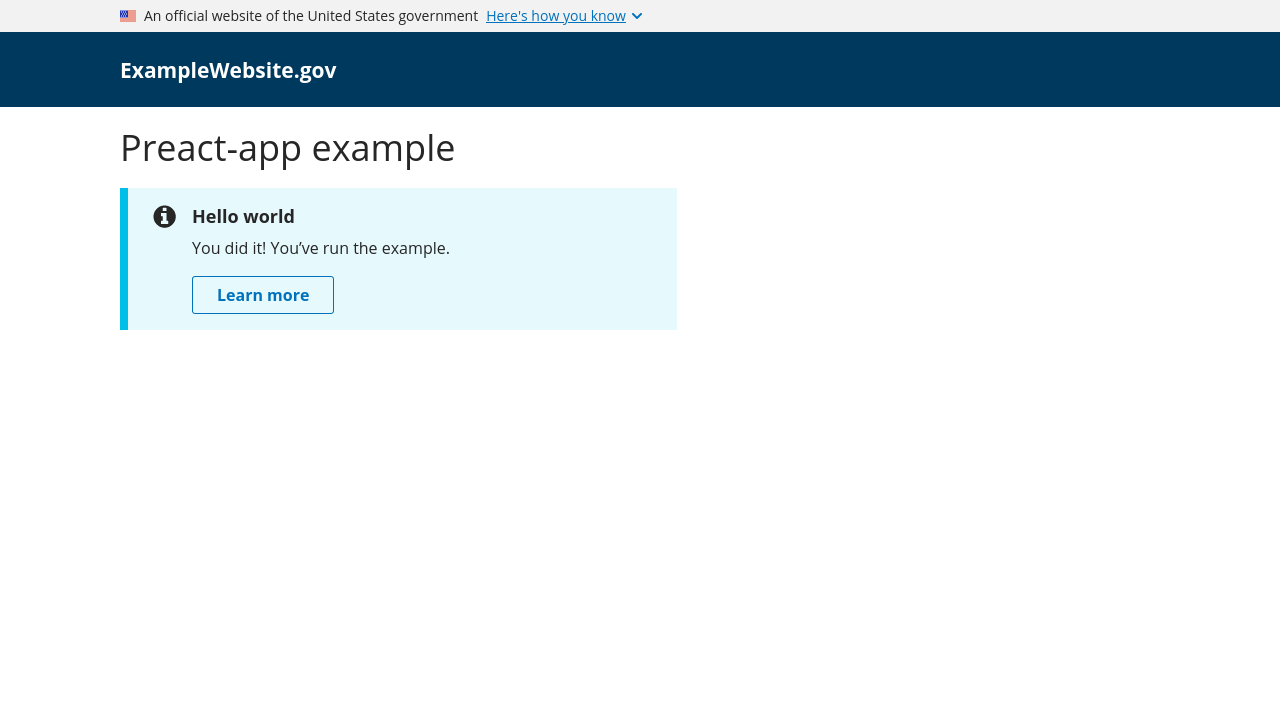 An official website of the United States government Here's how you know
ExampleWebsite.gov
Preact-app example
Hello world
You did it! You’ve run the example.
Learn more